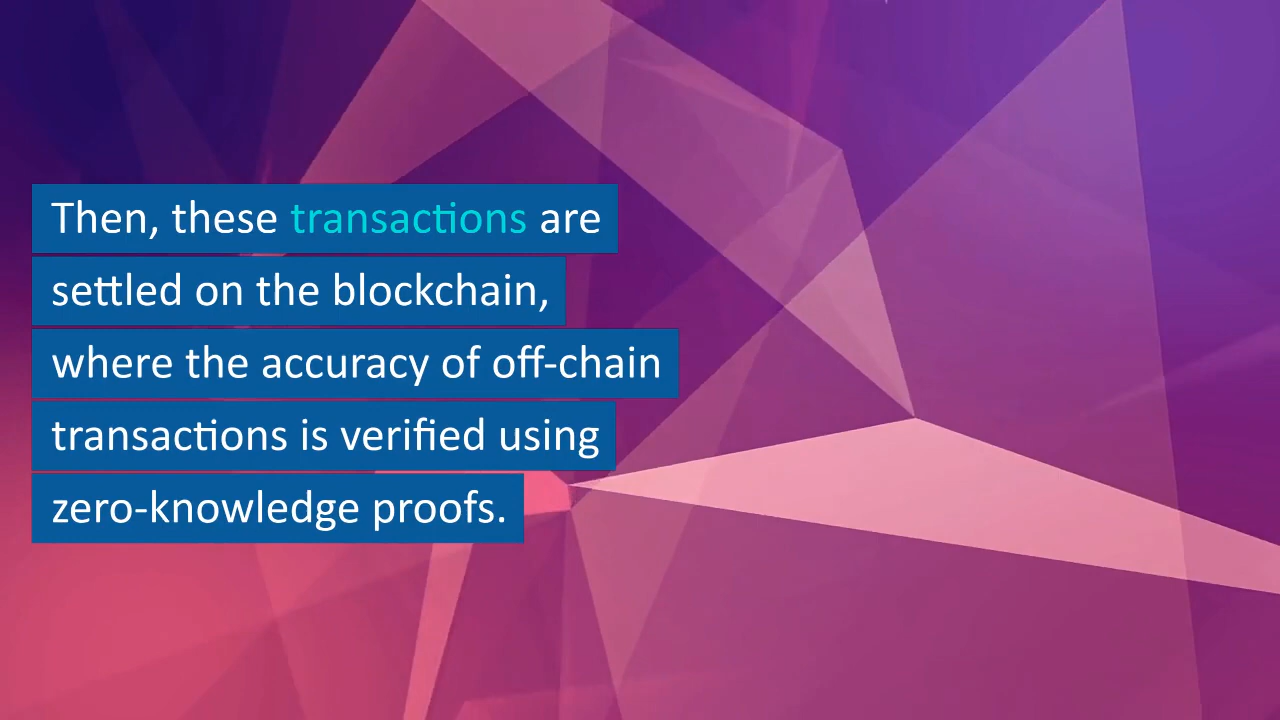 Then, these transactions are
settled on the blockchain,
where the accuracy of off-chain
transactions is verified using
zero-knowledge proofs.